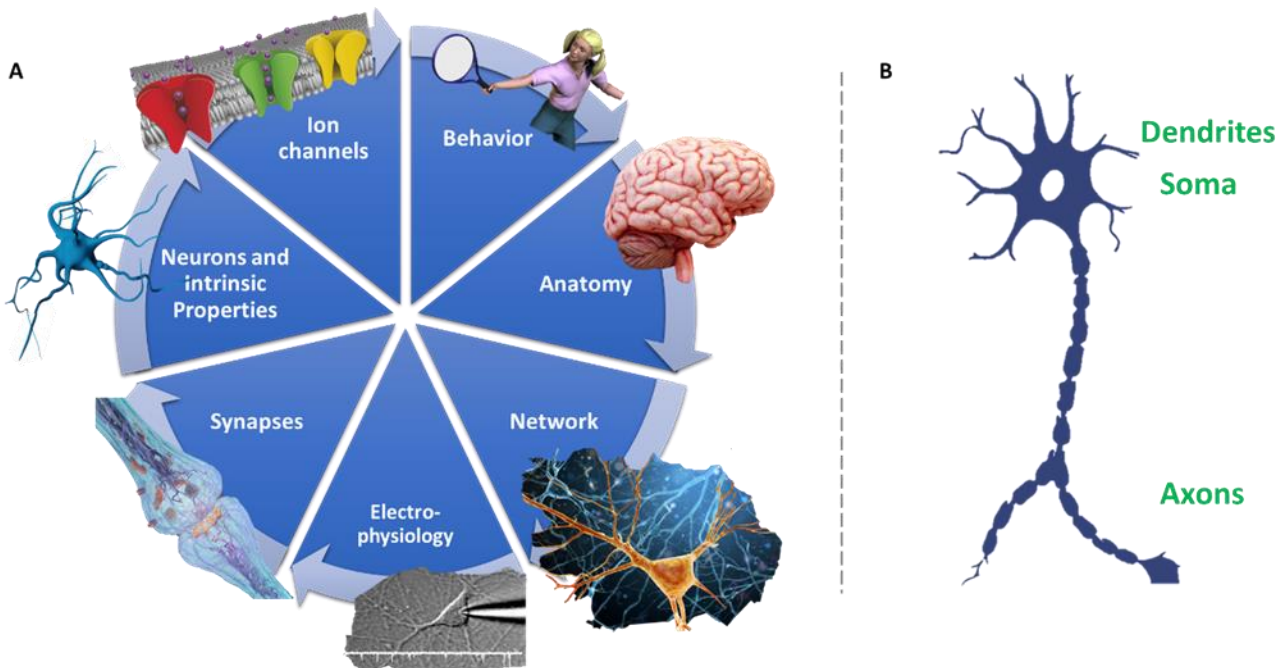 A
Ion
channels
Behavior
Anatomy
Network
Electro-
physiology
Synapses
Neurons and
intrinsic
Properties
B
Dendrites
Soma
Axons